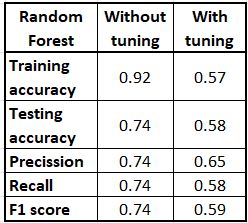 Random Forest Without tuning With tuning
Training accuracy 0.92 0.57
Testing accuracy 0.74 0.58
Precission 0.74 0.65
Recall 0.74 0.58
F1 score 0.74 0.59